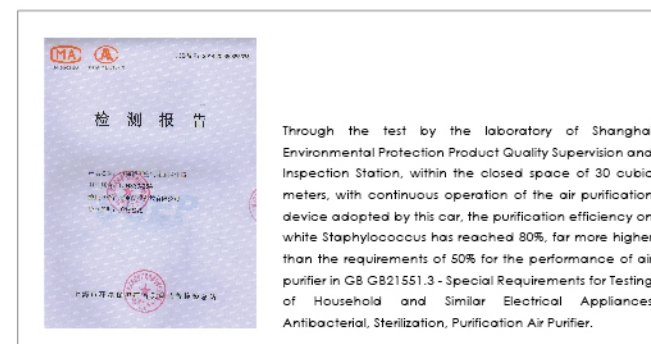 MA
检 测 报 告
Through the test by the laboratory of Shanghai
Environmental Protection Product Quality Supervision and
Inspection Station, within the closed space of 30 cubic
meters, with continuous operation of the air purification
device adopted by this car, the purification efficiency on
white Staphylococcus has reached 80%, far more higher
than the requirements of 50% for the performance of air
purifier in GB GB21551.3 - Special Requirements for Testing
of Household and Similar Electrical Appliances
Antibacterial, Sterilization, Purification Air Purifier.